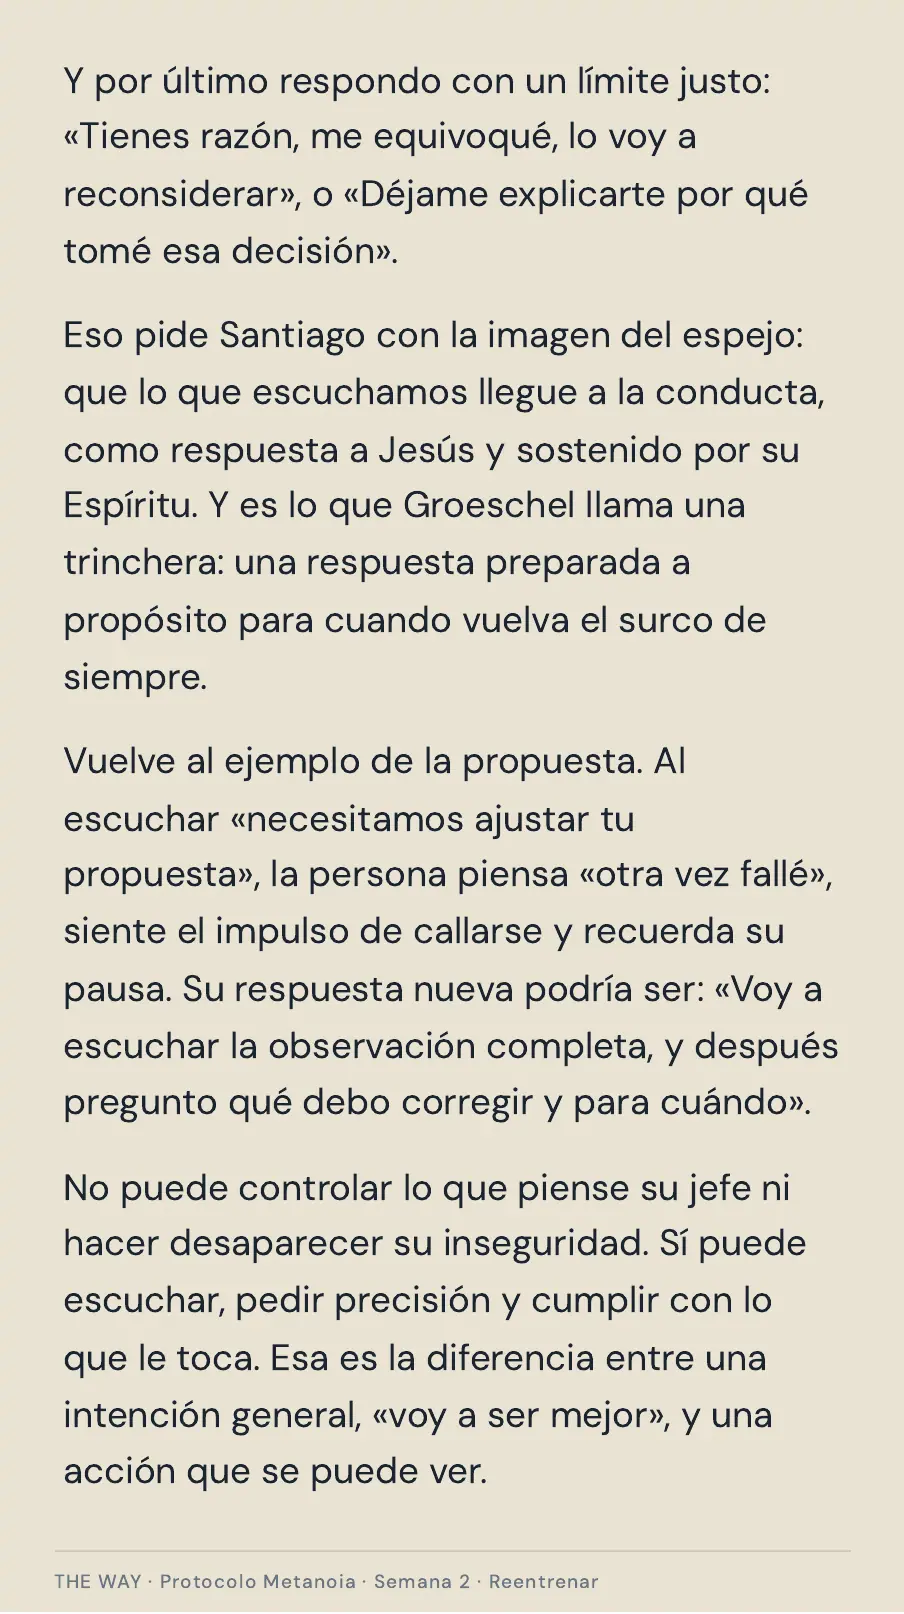 Y por último respondo con un límite justo:
«Tienes razón, me equivoqué, lo voy a
reconsiderar», o «Déjame explicarte por qué
tomé esa decisión».
Eso pide Santiago con la imagen del espejo:
que lo que escuchamos llegue a la conducta,
como respuesta a Jesús y sostenido por su
Espíritu. Y es lo que Groeschel llama una
trinchera: una respuesta preparada a
propósito para cuando vuelva el surco de
siempre.
Vuelve al ejemplo de la propuesta. Al
escuchar «necesitamos ajustar tu
propuesta», la persona piensa «otra vez fallé»,
siente el impulso de callarse y recuerda su
pausa. Su respuesta nueva podría ser: «Voy a
escuchar la observación completa, y después
pregunto qué debo corregir y para cuándo».
No puede controlar lo que piense su jefe ni
hacer desaparecer su inseguridad. Sí puede
escuchar, pedir precisión y cumplir con lo
que le toca. Esa es la diferencia entre una
intención general, «voy a ser mejor», y una
acción que se puede ver.
THE WAY · Protocolo Metanoia · Semana 2 · Reentrenar